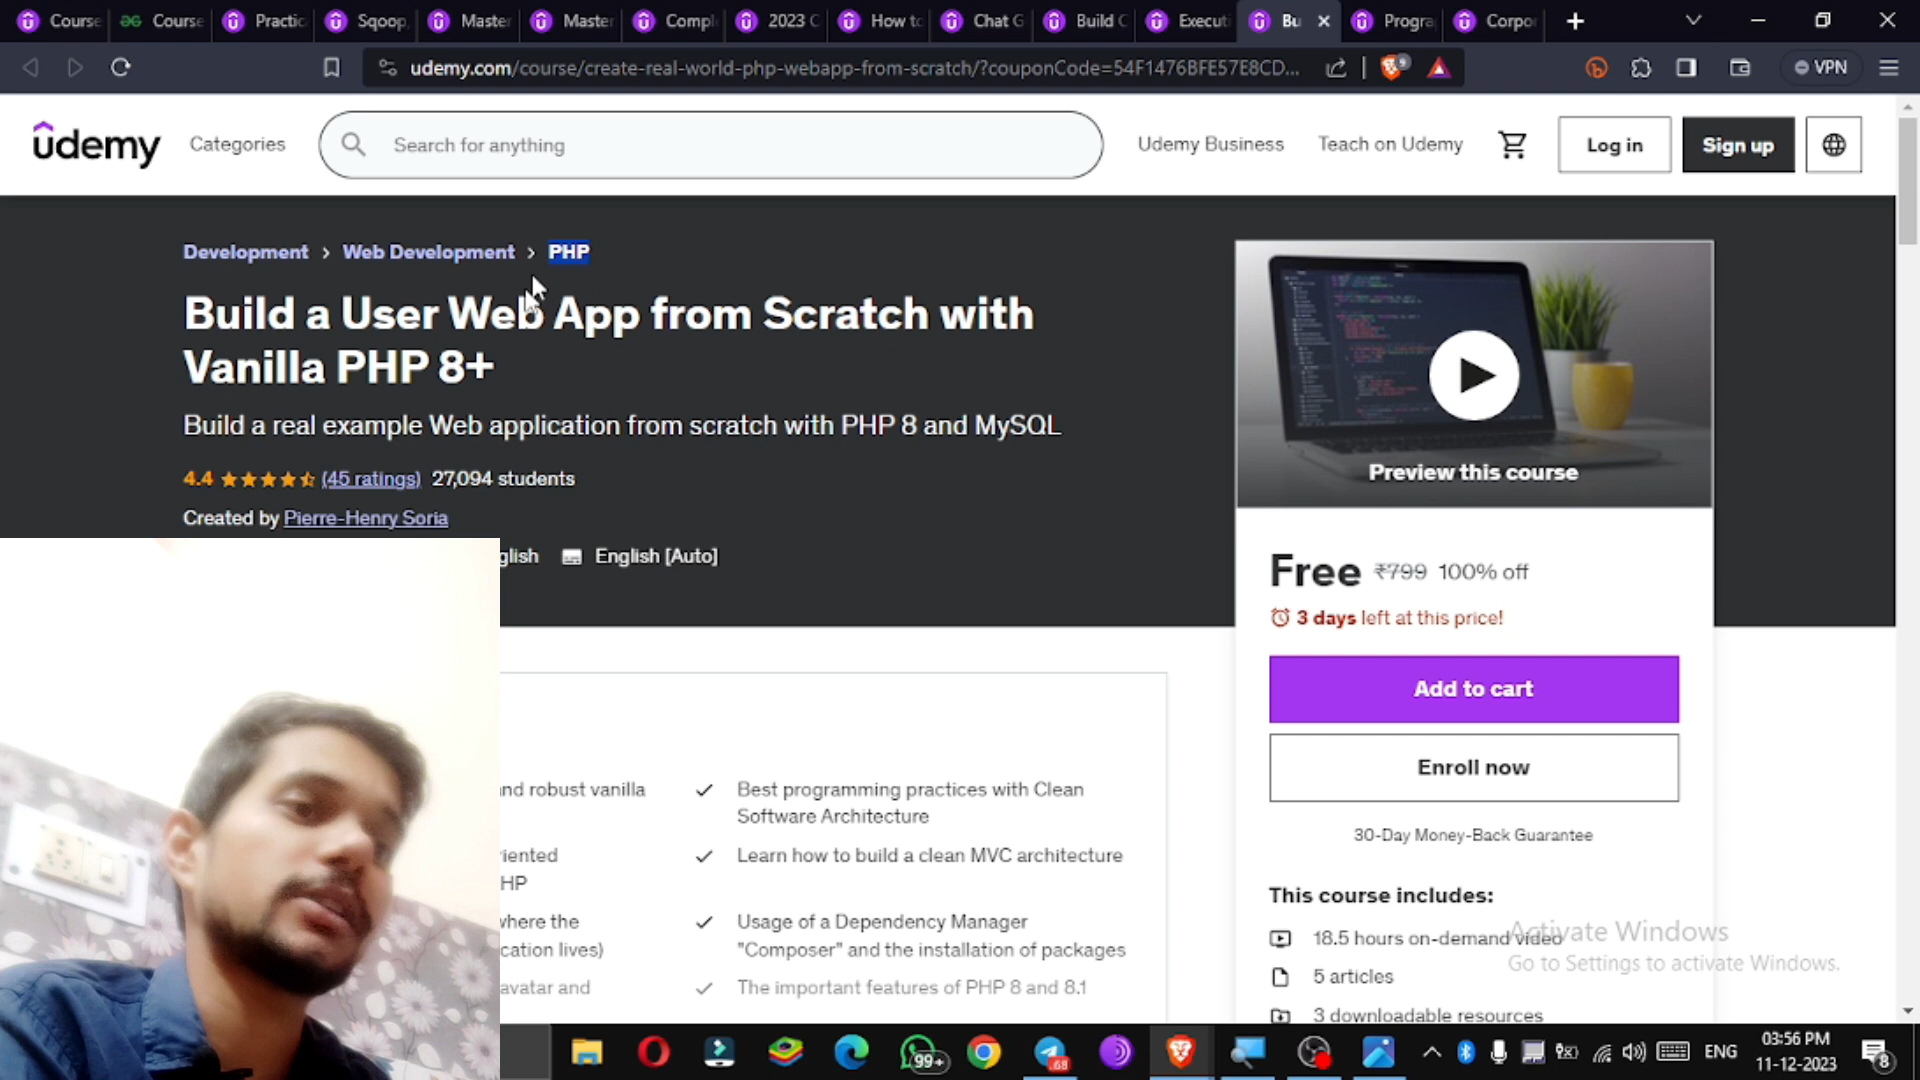 Course
Course
Practic
Sqoop,
Master
Master
Compl
2023 C
How to
Chat G
Build C
Execut
Bu
Progra
Corpor
udemy.com/course/create-real-world-php-webapp-from-scratch/?couponCode=54F1476BFE57E8CD...
9
VPN
udemy
Categories
Search for anything
Udemy Business
Teach on Udemy
Log in
Sign up
Development > Web Development > PHP
Build a User Web App from Scratch with
Vanilla PHP 8+
Build a real example Web application from scratch with PHP 8 and MySQL
4.4 (45 ratings) 27,094 students
Created by Pierre-Henry Soria
glish English [Auto]
Preview this course
Free ₹799 100% off
3 days left at this price!
Add to cart
Enroll now
30-Day Money-Back Guarantee
This course includes:
18.5 hours on-demand video
5 articles
3 downloadable resources
nd robust vanilla
iented
HP
where the
cation lives)
avatar and
Best programming practices with Clean
Software Architecture
Learn how to build a clean MVC architecture
Usage of a Dependency Manager
"Composer" and the installation of packages
The important features of PHP 8 and 8.1
Activate Windows
Go to Settings to activate Windows.
99+
68
ENG
03:56 PM
11-12-2023
8